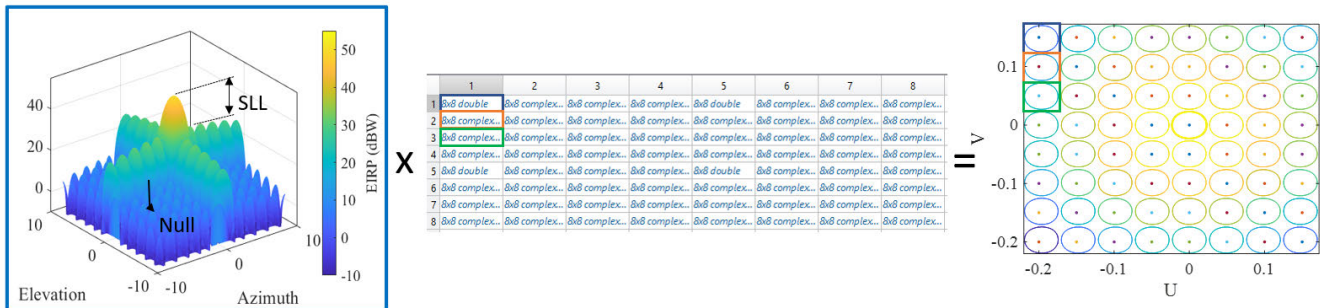 50
40
30
20
10
0
-10
EIRP (dBW)
40
20
0
SLL
Null
10
0
-10
Elevation
-10
0
10
Azimuth
X
1 2 3 4 5 6 7 8
1 8x8 double 8x8 complex... 8x8 complex... 8x8 complex... 8x8 double 8x8 complex... 8x8 complex... 8x8 complex...
2 8x8 complex... 8x8 complex... 8x8 complex... 8x8 complex... 8x8 complex... 8x8 complex... 8x8 complex... 8x8 complex...
3 8x8 complex... 8x8 complex... 8x8 complex... 8x8 complex... 8x8 complex... 8x8 complex... 8x8 complex... 8x8 complex...
4 8x8 complex... 8x8 complex... 8x8 complex... 8x8 complex... 8x8 complex... 8x8 complex... 8x8 complex... 8x8 complex...
5 8x8 double 8x8 complex... 8x8 complex... 8x8 complex... 8x8 double 8x8 complex... 8x8 complex... 8x8 complex...
6 8x8 complex... 8x8 complex... 8x8 complex... 8x8 complex... 8x8 complex... 8x8 complex... 8x8 complex... 8x8 complex...
7 8x8 complex... 8x8 complex... 8x8 complex... 8x8 complex... 8x8 complex... 8x8 complex... 8x8 complex... 8x8 complex...
8 8x8 complex... 8x8 complex... 8x8 complex... 8x8 complex... 8x8 complex... 8x8 complex... 8x8 complex... 8x8 complex...
=
V
0.1
0
-0.1
-0.2
-0.2 -0.1 0 0.1
U